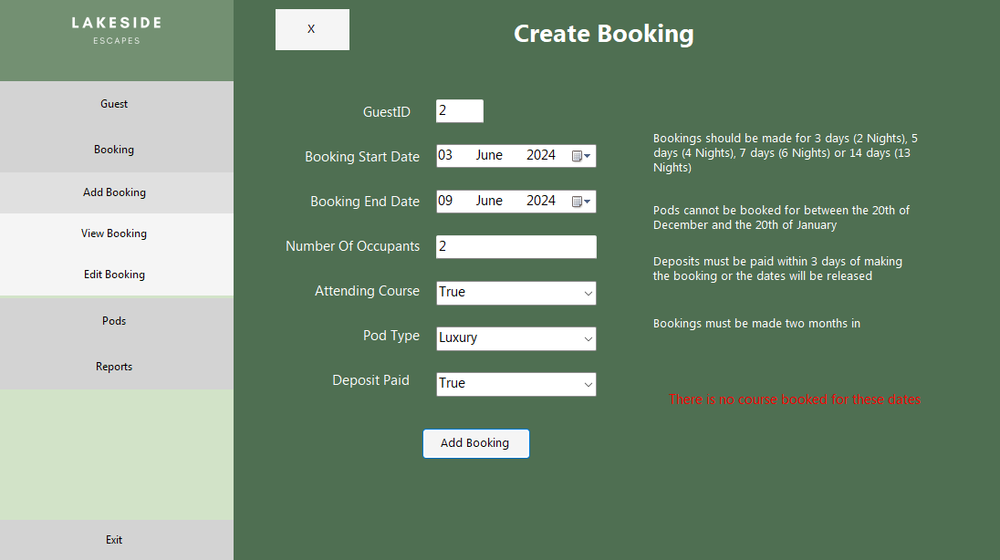 LAKESIDE
ESCAPES
Guest
Booking
Add Booking
View Booking
Edit Booking
Pods
Reports
Exit
X
Create Booking
GuestID 2
Booking Start Date 03 June 2024
Booking End Date 09 June 2024
Number Of Occupants 2
Attending Course True
Pod Type Luxury
Deposit Paid True
Add Booking
Bookings should be made for 3 days (2 Nights), 5
days (4 Nights), 7 days (6 Nights) or 14 days (13
Nights)
Pods cannot be booked for between the 20th of
December and the 20th of January
Deposits must be paid within 3 days of making
the booking or the dates will be released
Bookings must be made two months in
There is no course booked for these dates